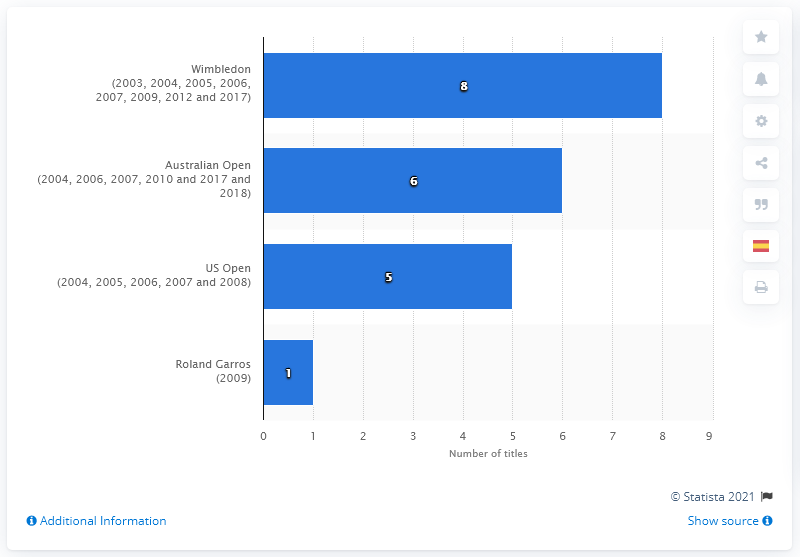 Wimbledon
(2003, 2004, 2005, 2006,
2007, 2009, 2012 and 2017)
8
Australian Open
(2004, 2006, 2007, 2010 and 2017 and
2018)
6
US Open
(2004, 2005, 2006, 2007 and 2008)
5
Roland Garros
(2009)
1
0 1 2 3 4 5 6 7 8 9
Number of titles
© Statista 2021
Additional Information
Show source